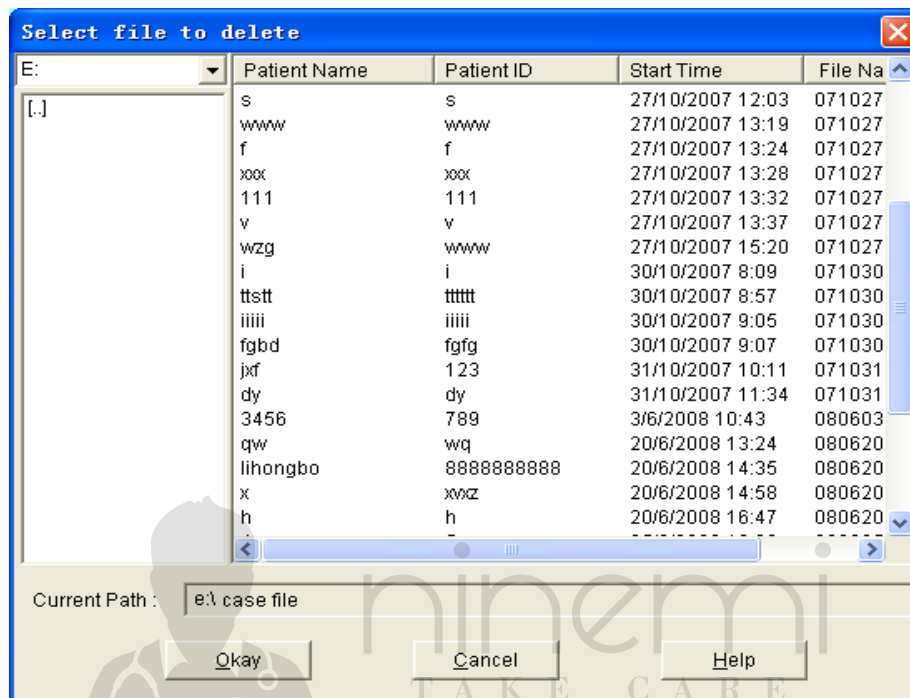 Select file to delete
E:
[..]
Patient Name Patient ID Start Time File Na
s s 27/10/2007 12:03 071027
www www 27/10/2007 13:19 071027
f f 27/10/2007 13:24 071027
xxx xxx 27/10/2007 13:28 071027
111 111 27/10/2007 13:32 071027
v v 27/10/2007 13:37 071027
wzg www 27/10/2007 15:20 071027
i i 30/10/2007 8:09 071030
ttstt tttttt 30/10/2007 8:57 071030
iiiii iiiii 30/10/2007 9:05 071030
fgbd fgfg 30/10/2007 9:07 071030
jxf 123 31/10/2007 10:11 071031
dy dy 31/10/2007 11:34 071031
3456 789 3/6/2008 10:43 080603
qw wq 20/6/2008 13:24 080620
lihongbo 8888888888 20/6/2008 14:35 080620
x xvxz 20/6/2008 14:58 080620
h h 20/6/2008 16:47 080620
Current Path : e:\ case file
ninemi
Okay Cancel Help
TAKE CARE